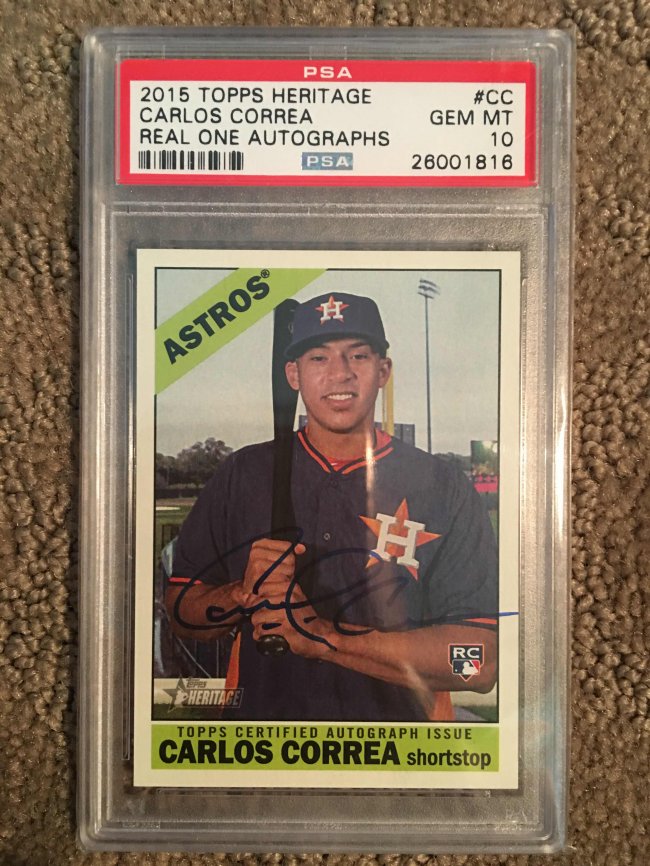 PSA
2015 TOPPS HERITAGE #CC
CARLOS CORREA GEM MT
REAL ONE AUTOGRAPHS 10
PSA 26001816
ASTROS®
H
H
RC
Topps
HERITAGE
TOPPS CERTIFIED AUTOGRAPH ISSUE
CARLOS CORREA shortstop